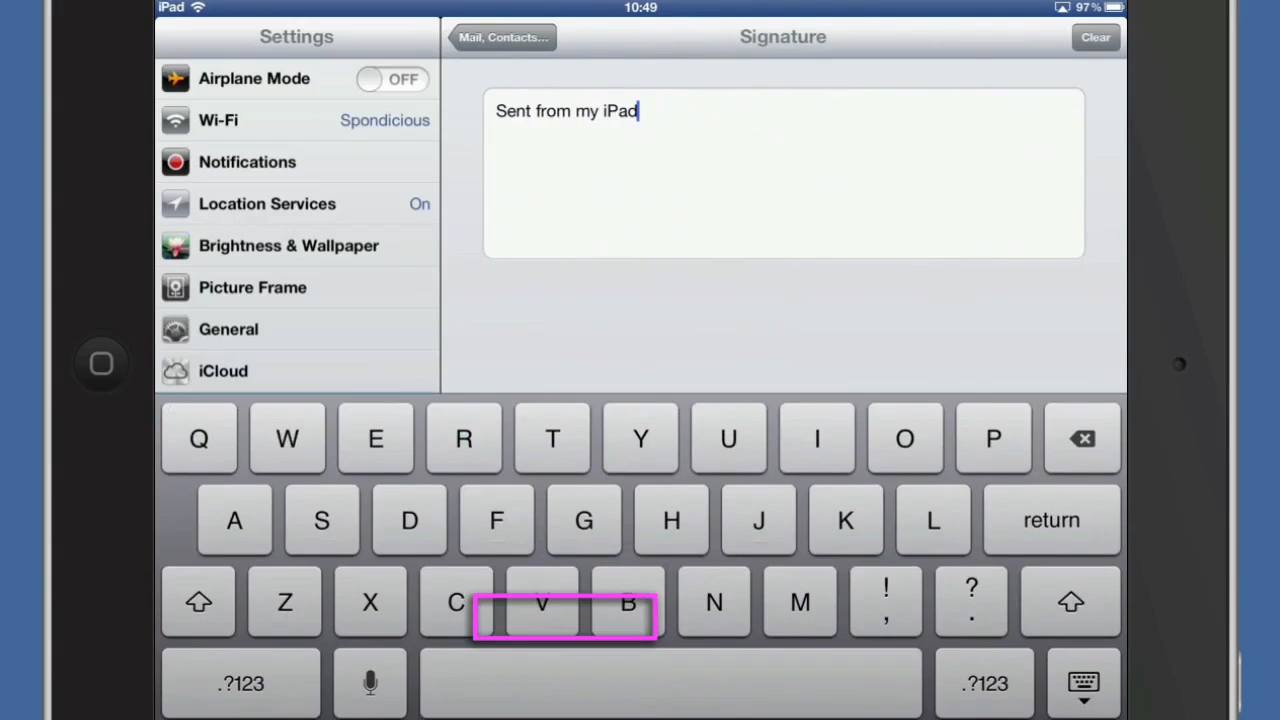 iPad 10:49 97%
Settings
Mail, Contacts... Signature Clear
Airplane Mode OFF
Wi-Fi Spondicious
Notifications
Location Services On
Brightness & Wallpaper
Picture Frame
General
iCloud
Sent from my iPad
Q W E R T Y U I O P
A S D F G H J K L return
Z X C V B N M ! , ? .
.?123 .?123